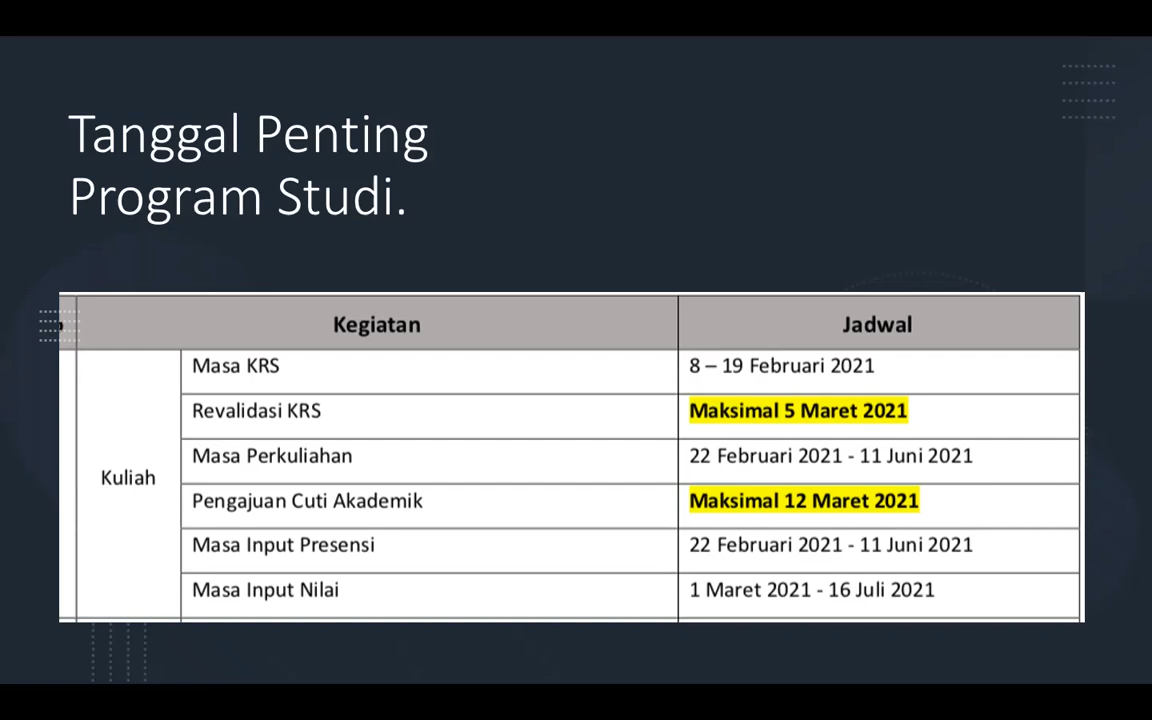 Tanggal Penting
Program Studi.
Kegiatan Jadwal
Kuliah
Masa KRS 8 – 19 Februari 2021
Revalidasi KRS Maksimal 5 Maret 2021
Masa Perkuliahan 22 Februari 2021 - 11 Juni 2021
Pengajuan Cuti Akademik Maksimal 12 Maret 2021
Masa Input Presensi 22 Februari 2021 - 11 Juni 2021
Masa Input Nilai 1 Maret 2021 - 16 Juli 2021